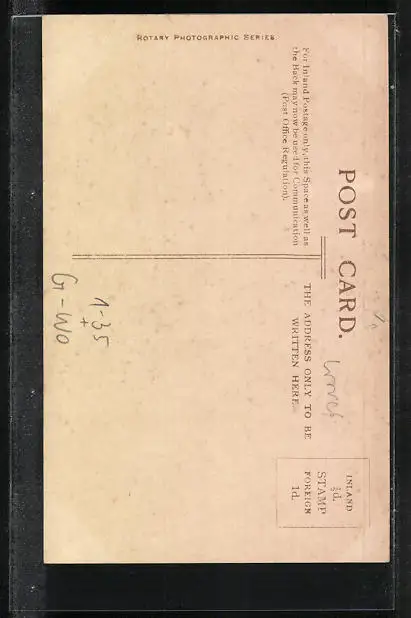 ROTARY PHOTOGRAPHIC SERIES
POST CARD.
For Inland Postage only, this Space as well as
the Back may now be used for Communication
(Post Office Regulation).
THE ADDRESS ONLY TO BE
WRITTEN HERE.
INLAND
½d.
STAMP
FOREIGN
1d.
1-35
+
G-Wo